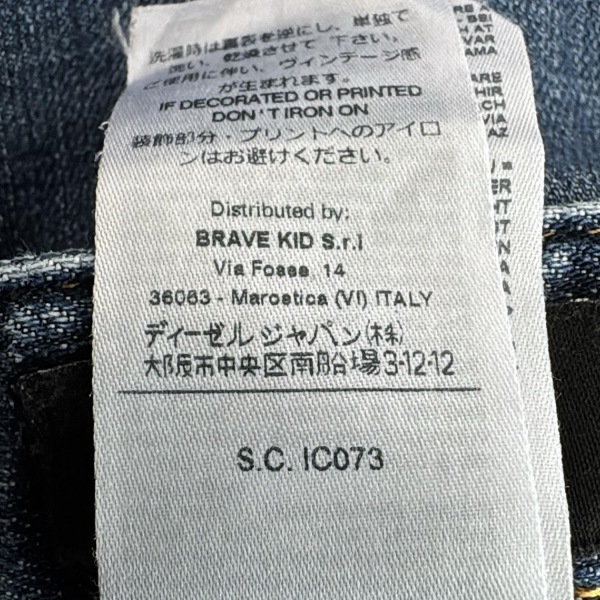 洗濯時は裏表を逆にし、単独で
洗い、乾燥させて 下さい。
ご使用に伴い、ヴィンテージ感
が生まれます。
IF DECORATED OR PRINTED
DON'T IRON ON
装飾部分・プリントへのアイロ
ンはお避けください。
Distributed by:
BRAVE KID S.r.l
Via Fosse, 14
36063 - Marostica (VI) ITALY
ディーゼル ジャパン(株)
大阪市中央区南船場3-12-12
S.C. IC073